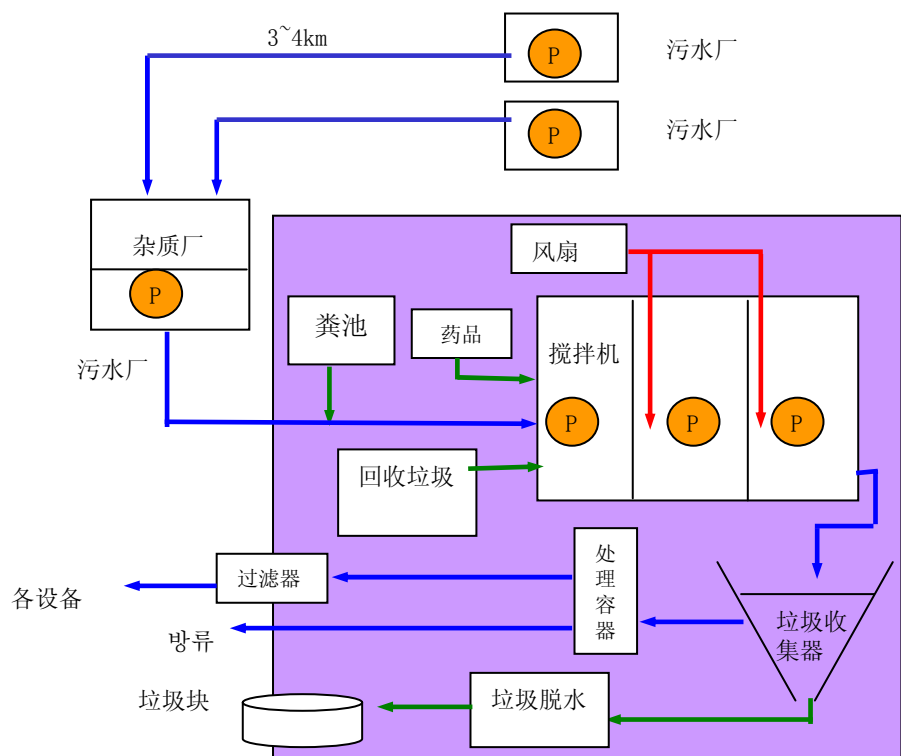 3~4km
P
污水厂
P
污水厂
杂质厂
P
风扇
粪池
药品
搅拌机
污水厂
P
P
P
回收垃圾
处
理
容
器
过滤器
各设备
방류
垃圾收
集器
垃圾块
垃圾脱水